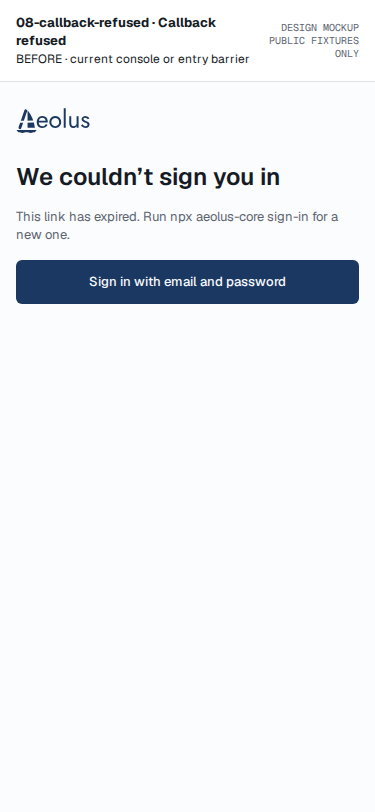 08-callback-refused · Callback
refused
BEFORE · current console or entry barrier
DESIGN MOCKUP
PUBLIC FIXTURES
ONLY
Aeolus
We couldn’t sign you in
This link has expired. Run npx aeolus-core sign-in for a
new one.
Sign in with email and password